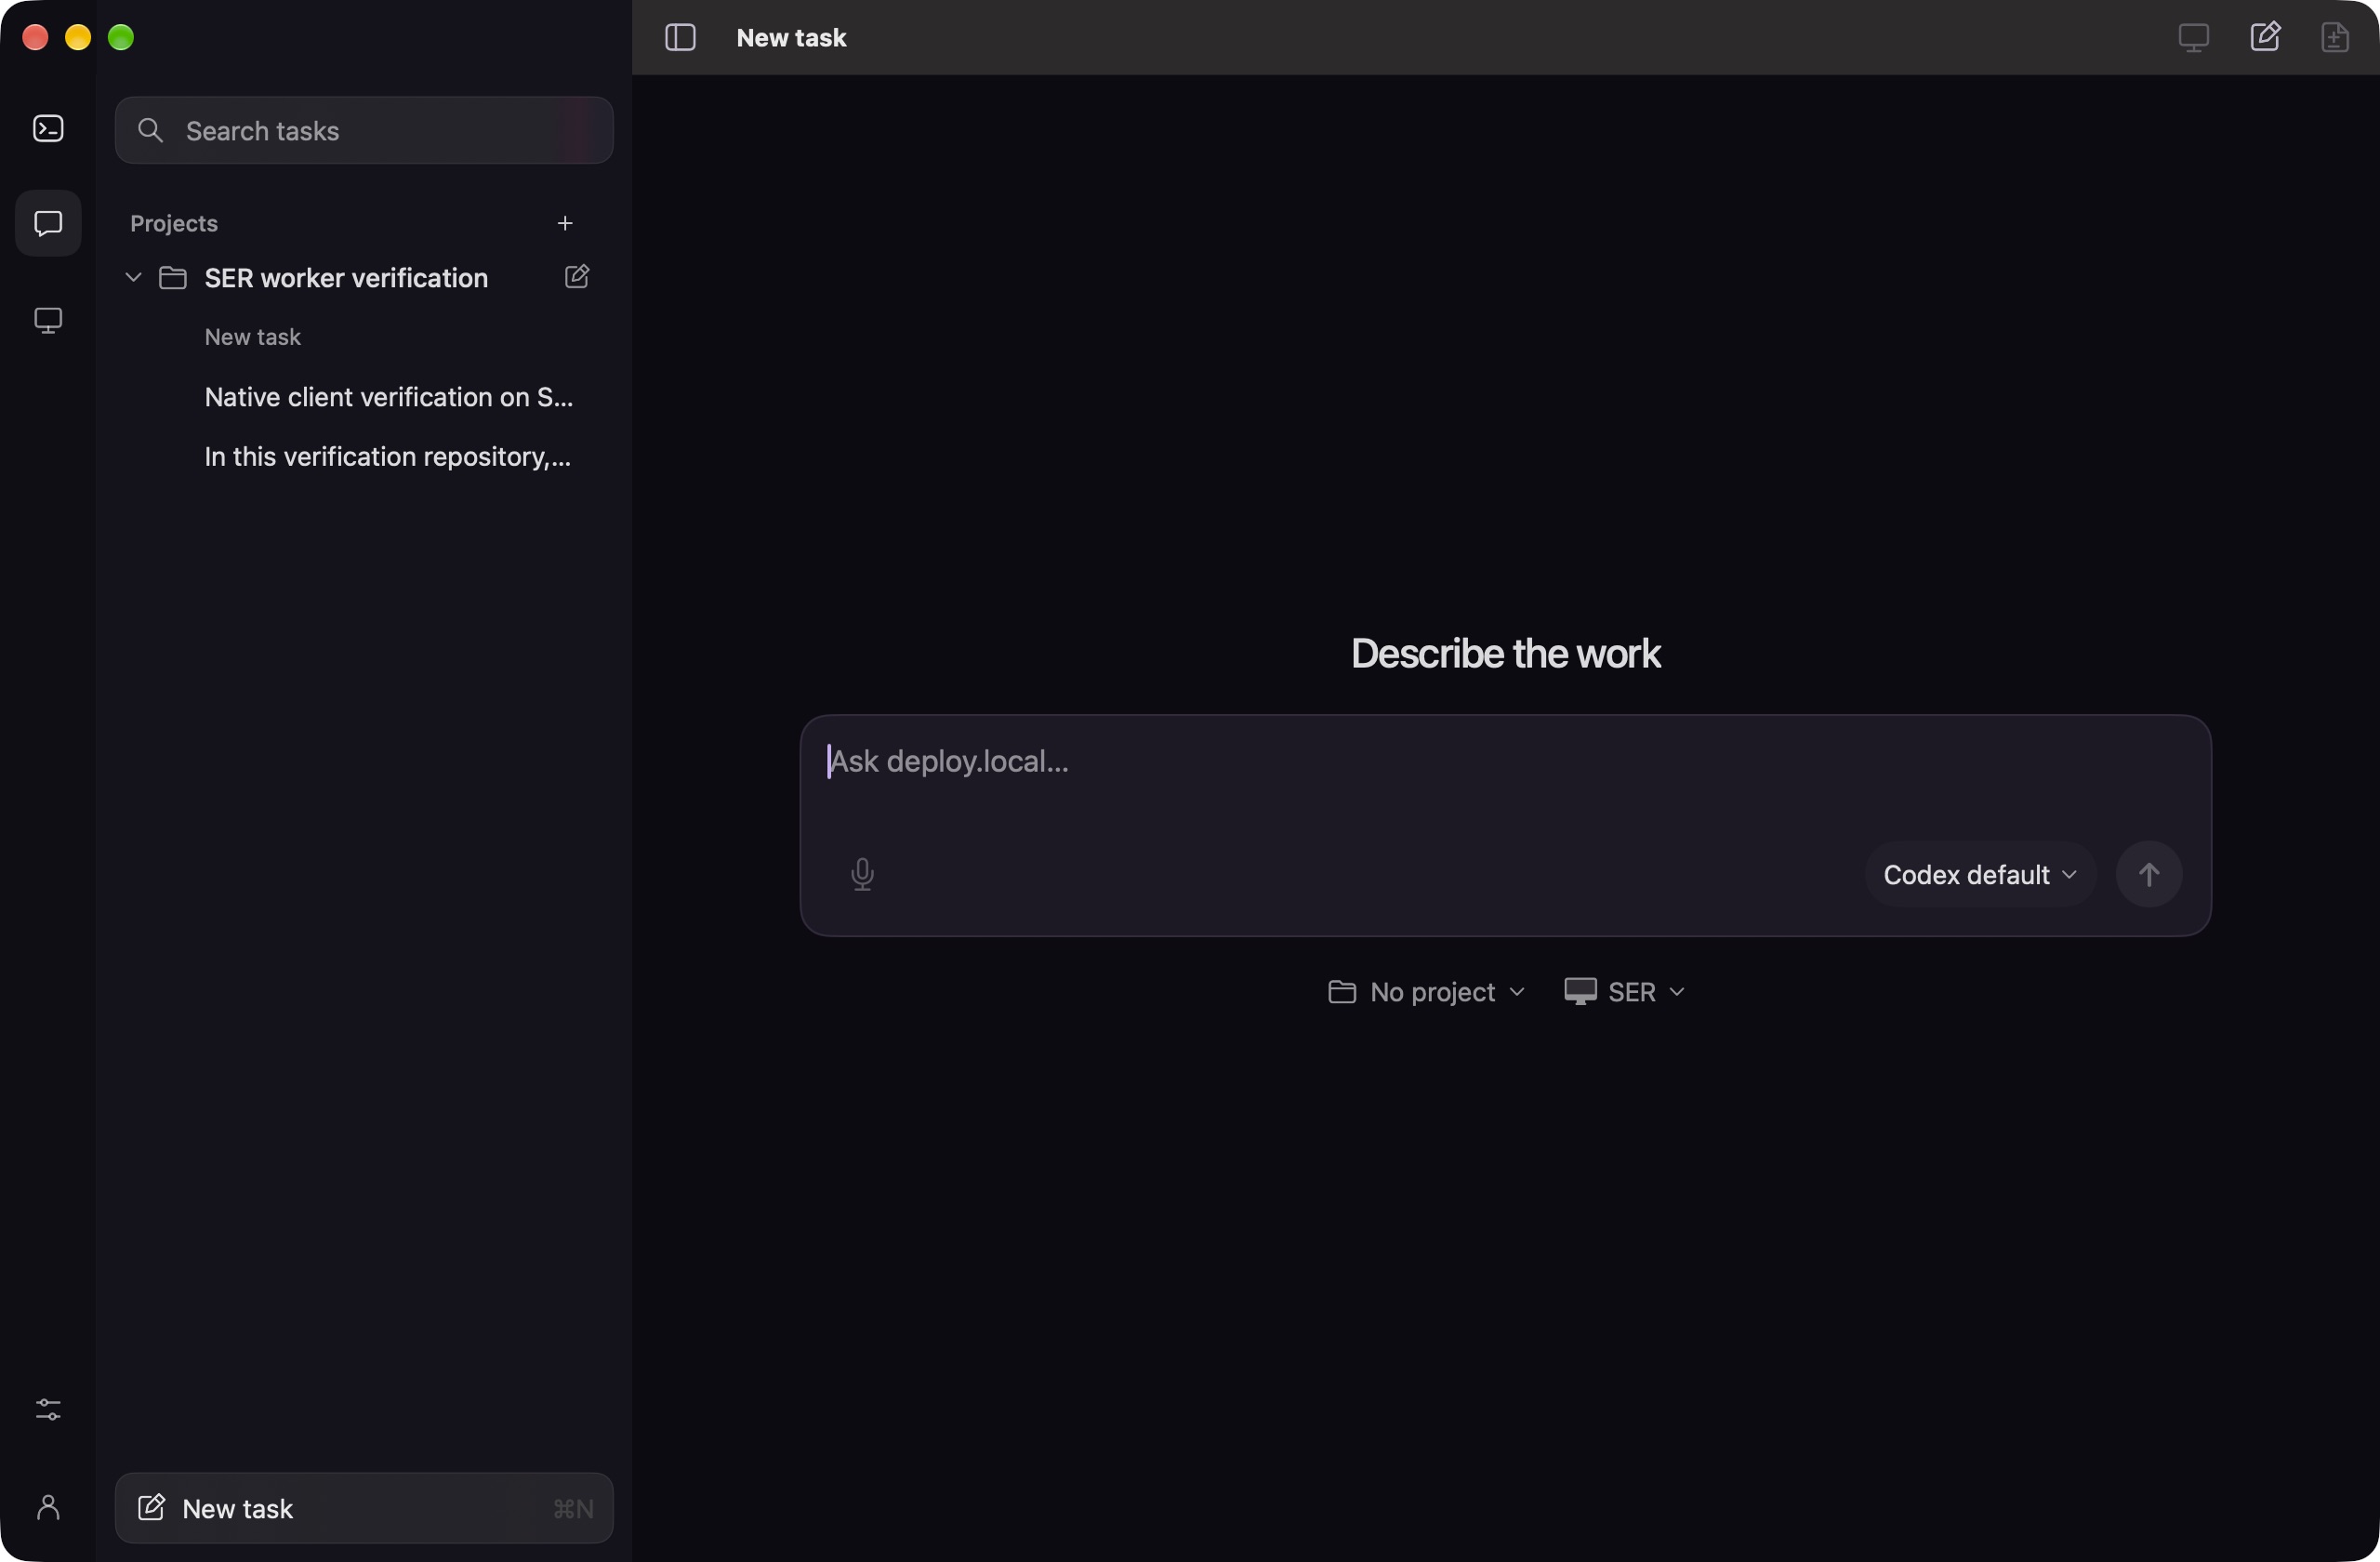 New task
Search tasks
Projects
SER worker verification
New task
Native client verification on S...
In this verification repository,...
Describe the work
Ask deploy.local...
Codex default
No project
SER
New task
⌘N